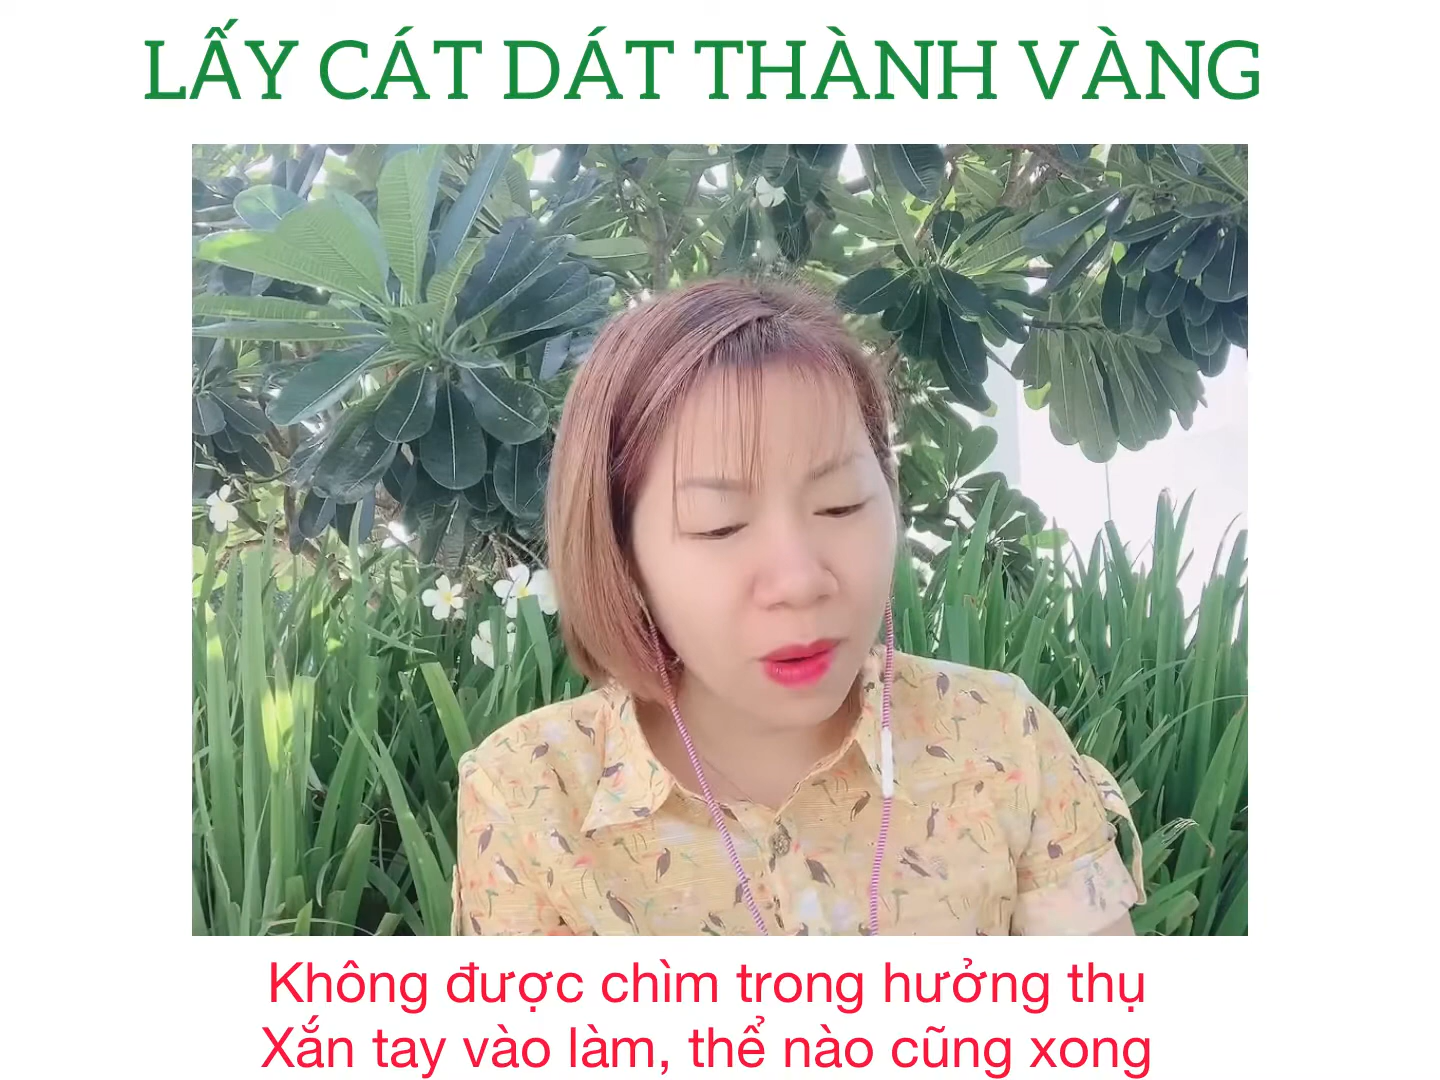 LẤY CÁT DÁT THÀNH VÀNG
Không được chìm trong hưởng thụ
Xắn tay vào làm, thể nào cũng xong